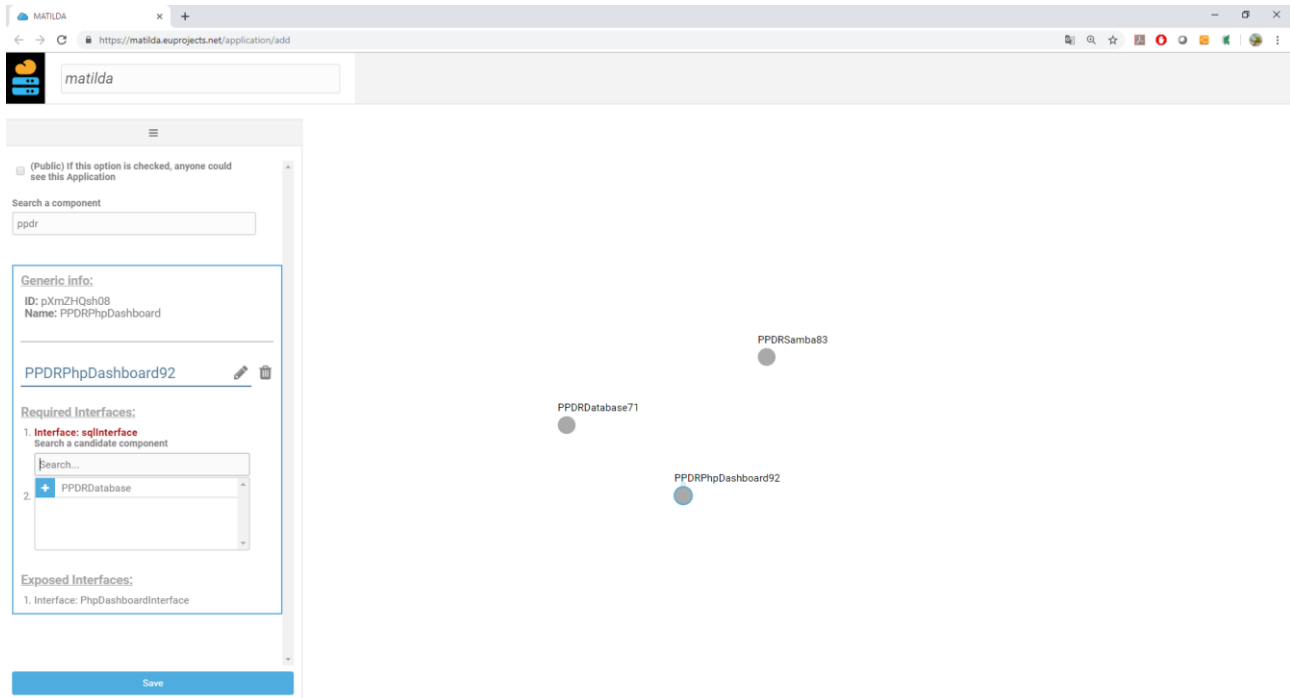 MATILDA
https://matilda.euprojects.net/application/add
matilda
(Public) If this option is checked, anyone could
see this Application
Search a component
ppdr
Generic info:
ID: pXmZHQsh08
Name: PPDRPhpDashboard
PPDRPhpDashboard92
Required Interfaces:
1. Interface: sqlInterface
Search a candidate component
Search...
2.
PPDRDatabase
Exposed Interfaces:
1. Interface: PhpDashboardInterface
Save
PPDRSamba83
PPDRDatabase71
PPDRPhpDashboard92